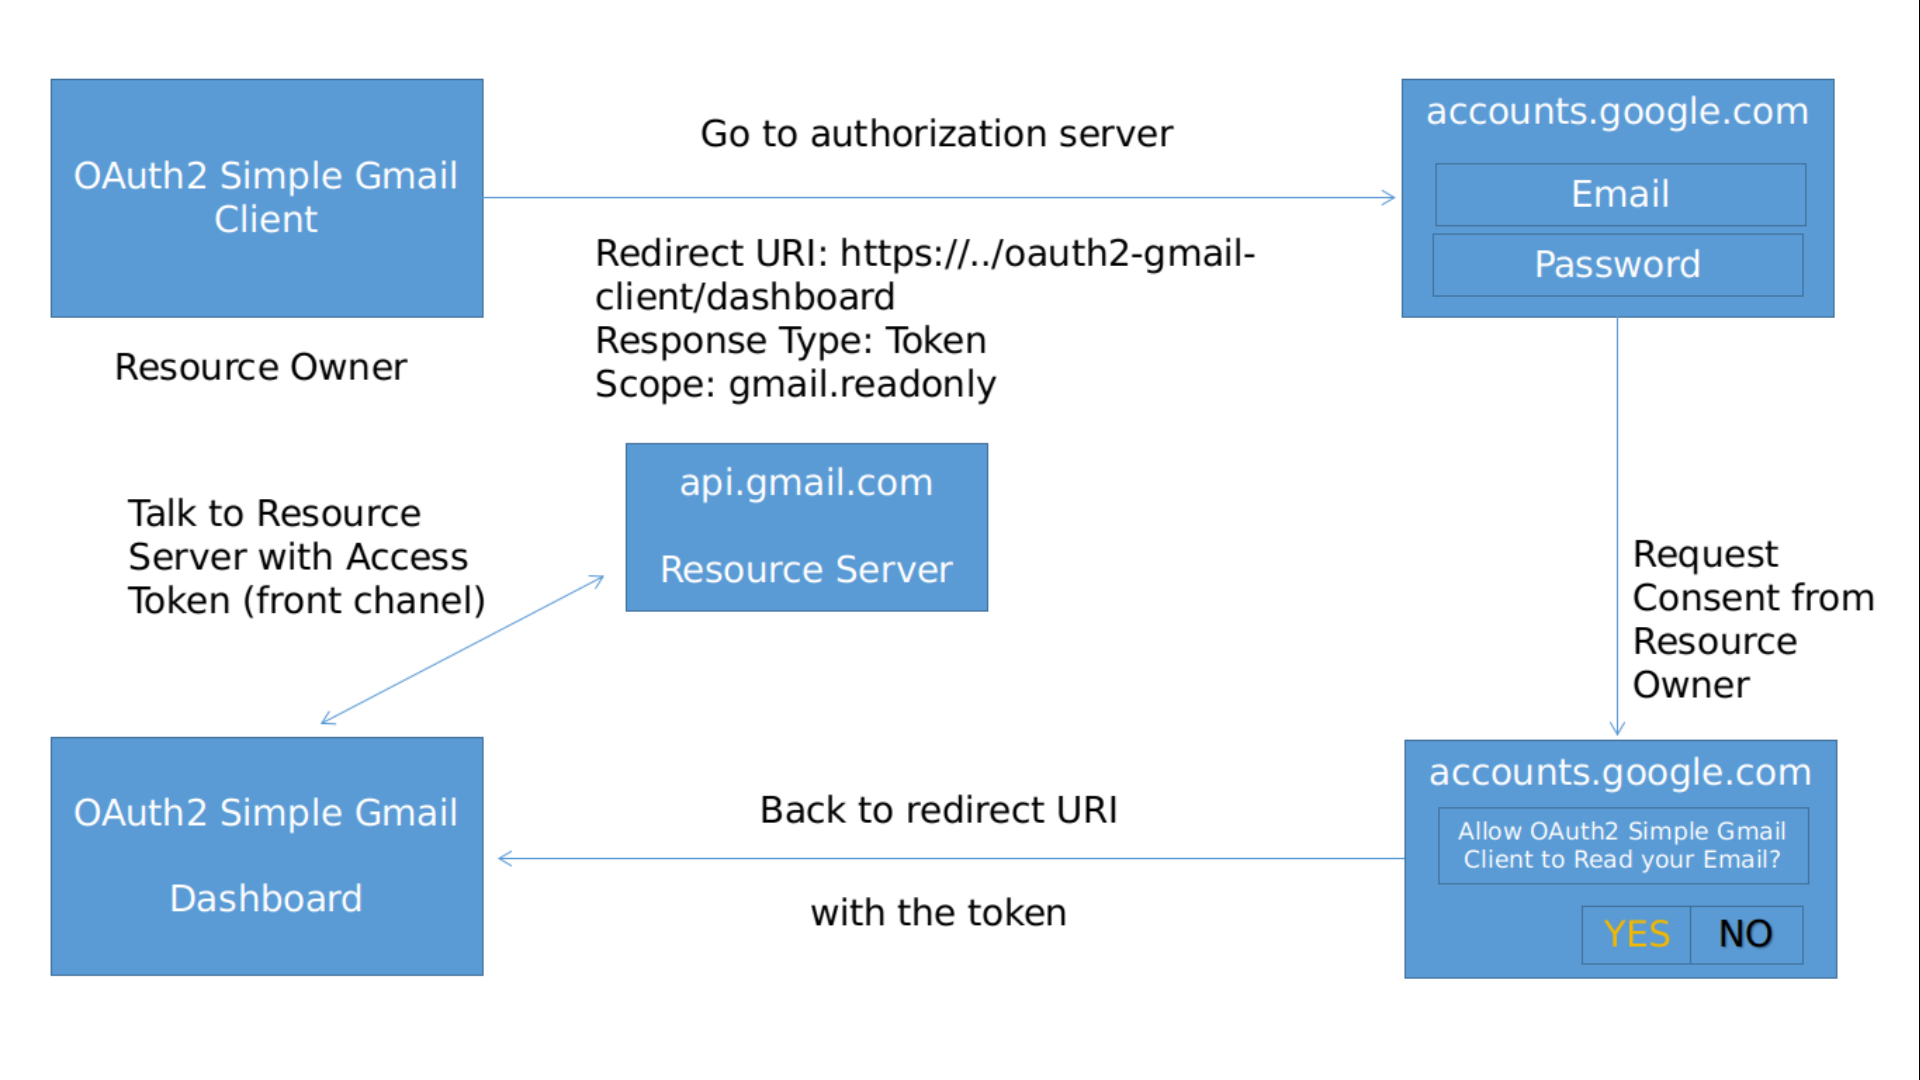 OAuth2 Simple Gmail
Client
Go to authorization server
accounts.google.com
Email
Password
Redirect URI: https://../oauth2-gmail-
client/dashboard
Response Type: Token
Scope: gmail.readonly
Resource Owner
api.gmail.com
Resource Server
Talk to Resource
Server with Access
Token (front chanel)
Request
Consent from
Resource
Owner
OAuth2 Simple Gmail
Dashboard
Back to redirect URI
with the token
accounts.google.com
Allow OAuth2 Simple Gmail
Client to Read your Email?
YES NO